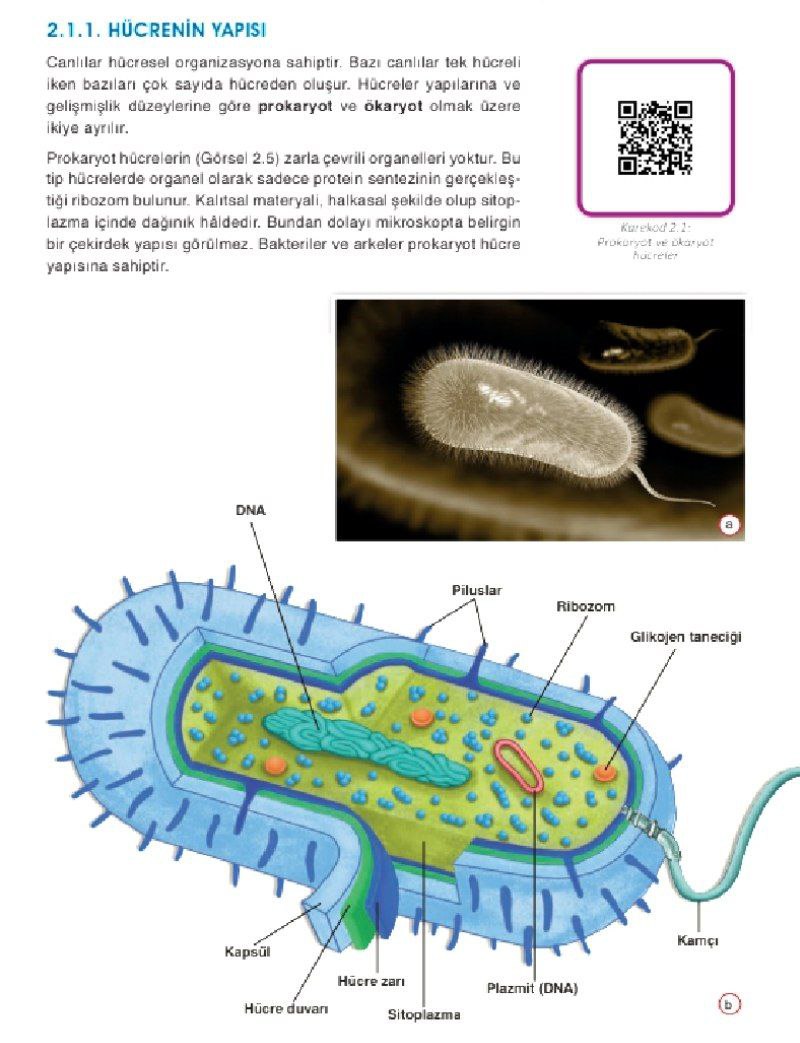 2.1.1. HÜCRENİN YAPISI
Canlılar hücresel organizasyona sahiptir. Bazı canlılar tek hücreli
iken bazıları çok sayıda hücreden oluşur. Hücreler yapılarına ve
gelişmişlik düzeylerine göre prokaryot ve ökaryot olmak üzere
ikiye ayrılır.
Prokaryot hücrelerin (Görsel 2.5) zarla çevrili organelleri yoktur. Bu
tip hücrelerde organel olarak sadece protein sentezinin gerçekleş-
tiği ribozom bulunur. Kalıtsal materyali, halkasal şekilde olup sitop-
lazma içinde dağınık hâldedir. Bundan dolayı mikroskopta belirgin
bir çekirdek yapısı görülmez. Bakteriler ve arkeler prokaryot hücre
yapısına sahiptir.
Karekod 2.1:
Prokaryot ve ökaryot
hücreler
a
DNA
Piluslar
Ribozom
Glikojen taneciği
Kapsül
Hücre duvarı
Hücre zarı
Sitoplazma
Plazmit (DNA)
Kamçı
b